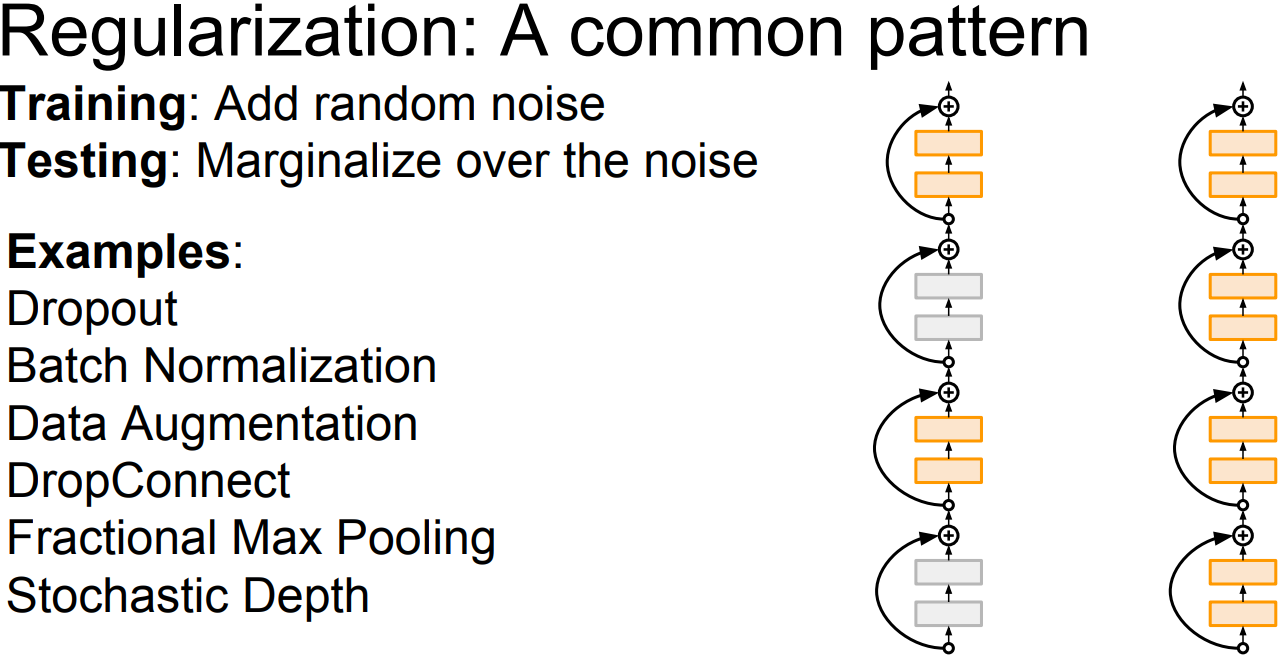 Regularization: A common pattern
Training: Add random noise
Testing: Marginalize over the noise
Examples:
Dropout
Batch Normalization
Data Augmentation
DropConnect
Fractional Max Pooling
Stochastic Depth